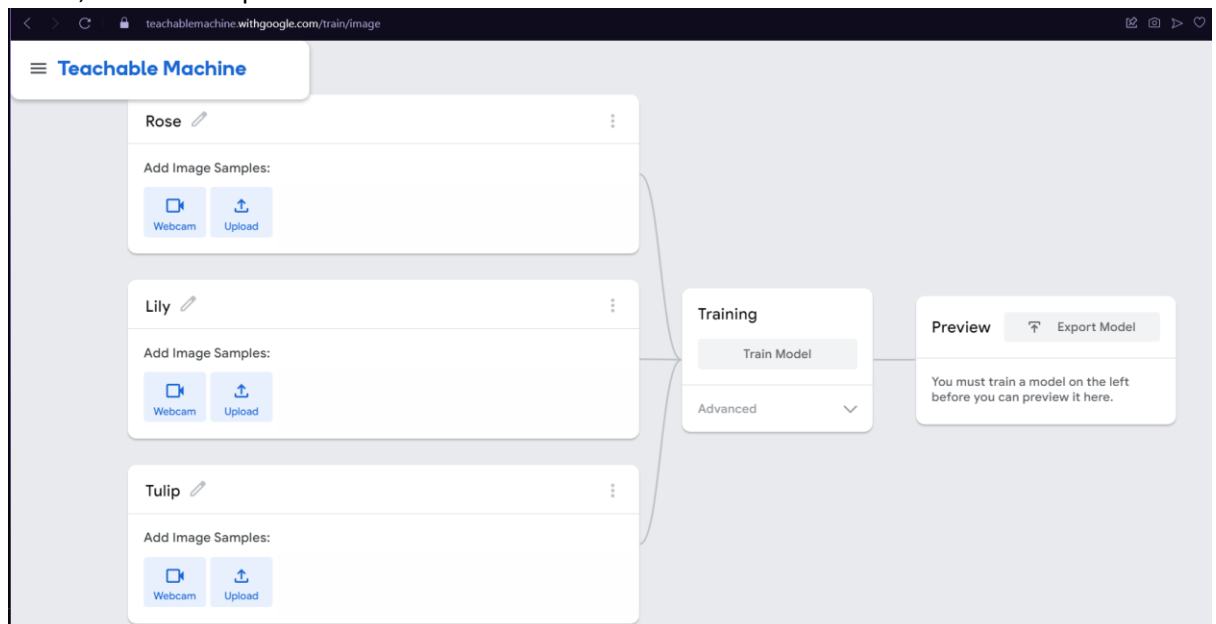 teachablemachine.withgoogle.com/train/image
Teachable Machine
Rose
Add Image Samples:
Webcam Upload
Lily
Add Image Samples:
Webcam Upload
Tulip
Add Image Samples:
Webcam Upload
Training
Train Model
Advanced
Preview Export Model
You must train a model on the left
before you can preview it here.